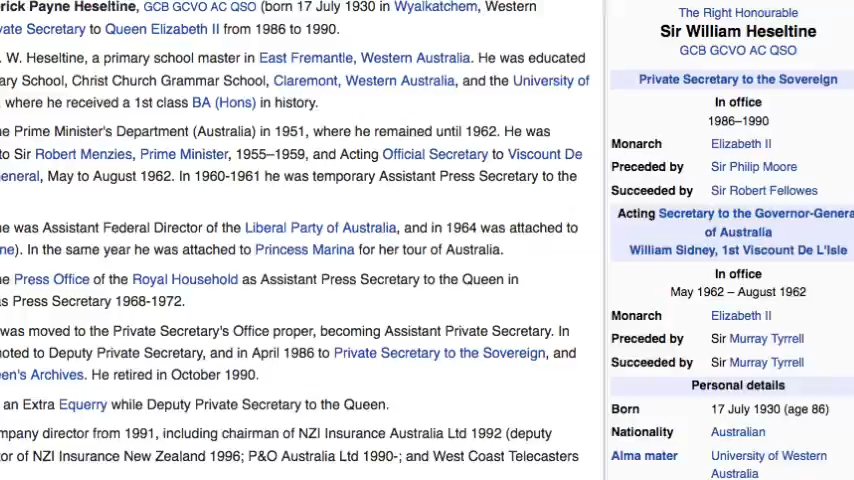 rick Payne Heseltine, GCB GCVO AC QSO (born 17 July 1930 in Wyalkatchem, Western
vate Secretary to Queen Elizabeth II from 1986 to 1990.
. W. Heseltine, a primary school master in East Fremantle, Western Australia. He was educated
ary School, Christ Church Grammar School, Claremont, Western Australia, and the University of
, where he received a 1st class BA (Hons) in history.
ne Prime Minister's Department (Australia) in 1951, where he remained until 1962. He was
to Sir Robert Menzies, Prime Minister, 1955–1959, and Acting Official Secretary to Viscount De
eneral, May to August 1962. In 1960-1961 he was temporary Assistant Press Secretary to the
ne was Assistant Federal Director of the Liberal Party of Australia, and in 1964 was attached to
ne). In the same year he was attached to Princess Marina for her tour of Australia.
ne Press Office of the Royal Household as Assistant Press Secretary to the Queen in
as Press Secretary 1968-1972.
was moved to the Private Secretary's Office proper, becoming Assistant Private Secretary. In
noted to Deputy Private Secretary, and in April 1986 to Private Secretary to the Sovereign, and
en's Archives. He retired in October 1990.
an Extra Equerry while Deputy Private Secretary to the Queen.
mpany director from 1991, including chairman of NZI Insurance Australia Ltd 1992 (deputy
tor of NZI Insurance New Zealand 1996; P&O Australia Ltd 1990-; and West Coast Telecasters
The Right Honourable
Sir William Heseltine
GCB GCVO AC QSO
Private Secretary to the Sovereign
In office
1986–1990
Monarch Elizabeth II
Preceded by Sir Philip Moore
Succeeded by Sir Robert Fellowes
Acting Secretary to the Governor-Genera
of Australia
William Sidney, 1st Viscount De L'Isle
In office
May 1962 – August 1962
Monarch Elizabeth II
Preceded by Sir Murray Tyrrell
Succeeded by Sir Murray Tyrrell
Personal details
Born 17 July 1930 (age 86)
Nationality Australian
Alma mater University of Western
Australia